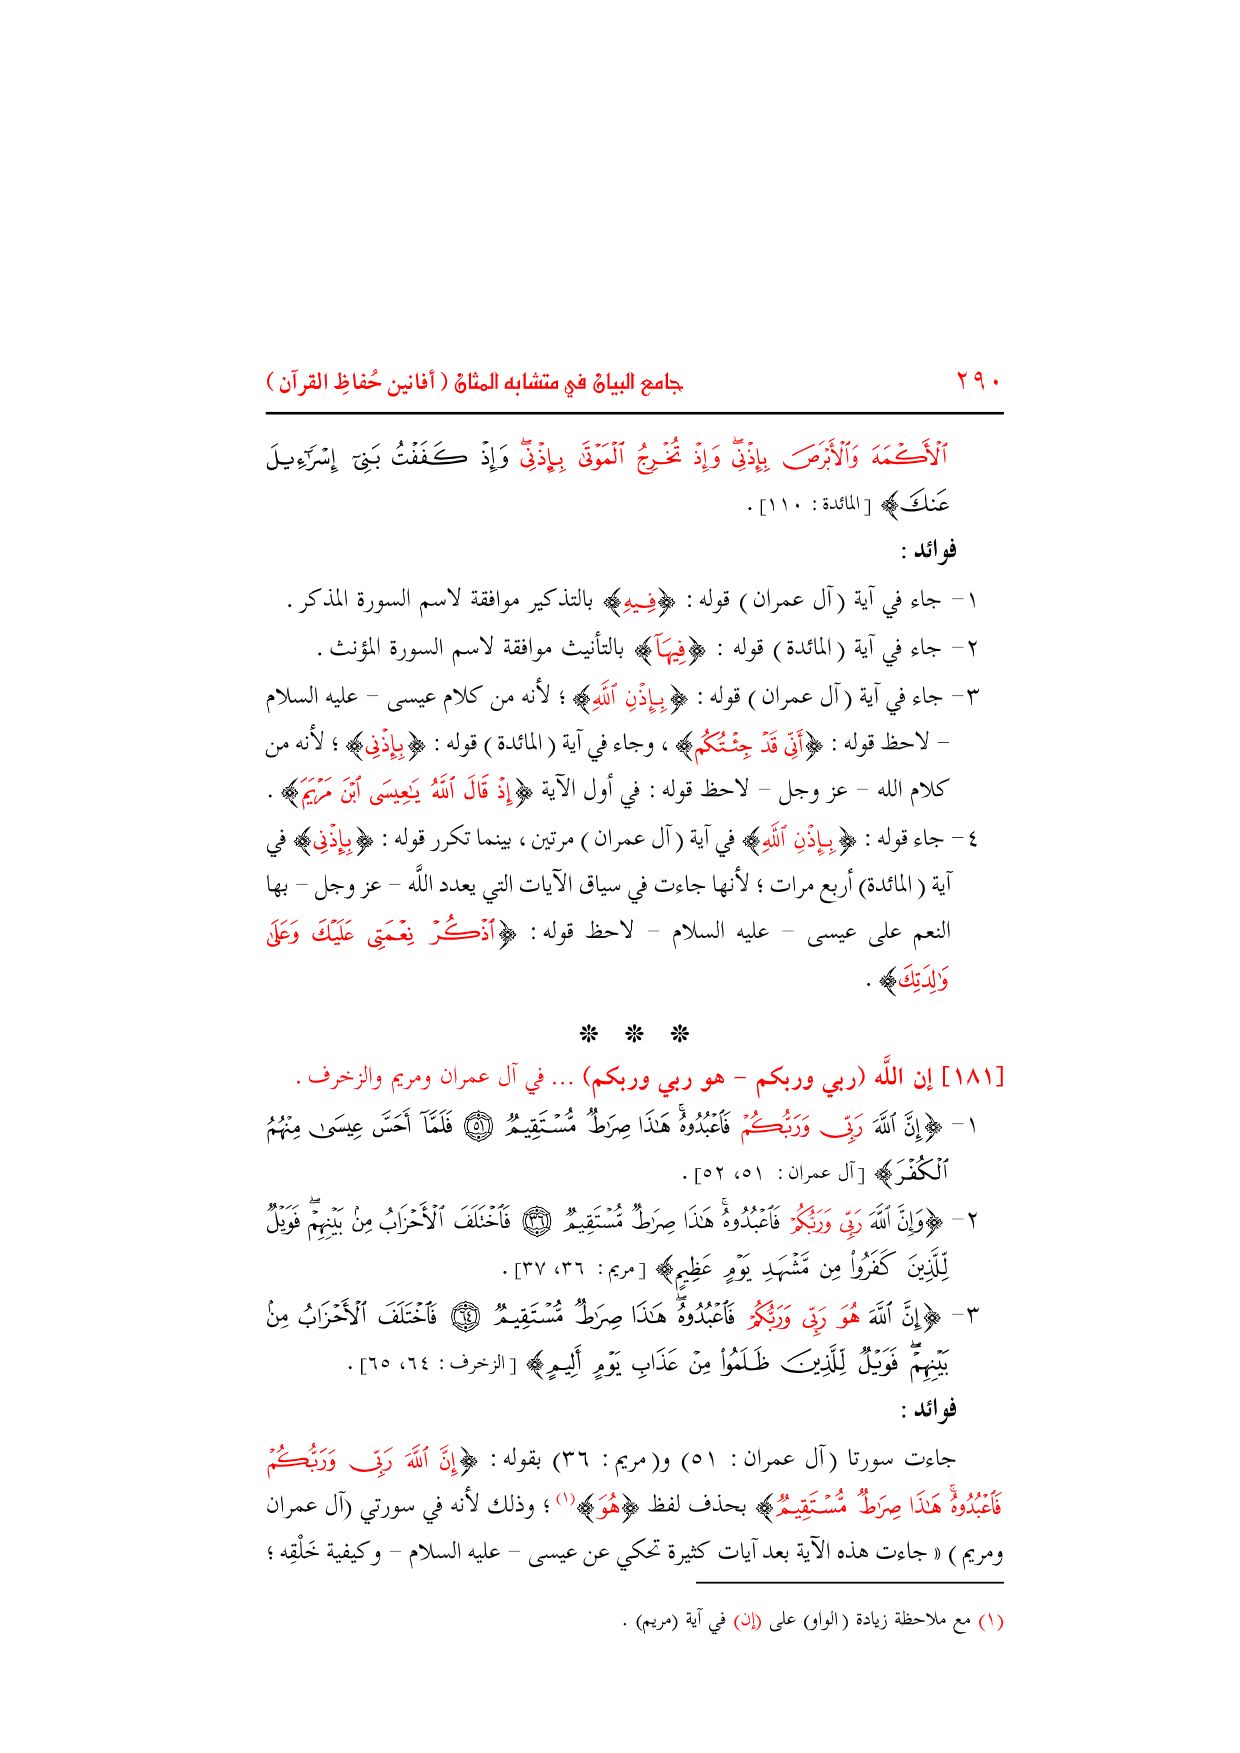 ٢٩٠ جامع البيان في متشابه المثان ( أفانين حُفاظِ القرآن )
ٱلۡأَكۡمَهَ وَٱلۡأَبۡرَصَ بِإِذۡنِيۖ وَإِذۡ تُخۡرِجُ ٱلۡمَوۡتَىٰ بِإِذۡنِيۖ وَإِذۡ كَفَفۡتُ بَنِيٓ إِسۡرَٰٓءِيلَ
عَنكَ﴾ [المائدة : ١١٠] .
فوائد :
١- جاء في آية (آل عمران) قوله : ﴿فِيهِ﴾ بالتذكير موافقة لاسم السورة المذكر .
٢- جاء في آية (المائدة) قوله : ﴿فِيهَآ﴾ بالتأنيث موافقة لاسم السورة المؤنث .
٣- جاء في آية (آل عمران) قوله : ﴿بِإِذۡنِ ٱللَّهِ﴾ ؛ لأنه من كلام عيسى – عليه السلام
– لاحظ قوله : ﴿أَنِّي قَدۡ جِئۡتُكُم﴾ ، وجاء في آية (المائدة) قوله : ﴿بِإِذۡنِي﴾ ؛ لأنه من
كلام الله – عز وجل – لاحظ قوله : في أول الآية ﴿إِذۡ قَالَ ٱللَّهُ يَٰعِيسَى ٱبۡنَ مَرۡيَمَ﴾ .
٤- جاء قوله : ﴿بِإِذۡنِ ٱللَّهِ﴾ في آية (آل عمران) مرتين ، بينما تكرر قوله : ﴿بِإِذۡنِي﴾ في
آية (المائدة) أربع مرات ؛ لأنها جاءت في سياق الآيات التي يعدد اللَّه – عز وجل – بها
النعم على عيسى – عليه السلام – لاحظ قوله : ﴿ٱذۡكُرۡ نِعۡمَتِي عَلَيۡكَ وَعَلَىٰ
وَٰلِدَتِكَ﴾ .
❊ ❊ ❊
[١٨١] إن اللَّه (ربي وربكم – هو ربي وربكم) ... في آل عمران ومريم والزخرف .
١- ﴿إِنَّ ٱللَّهَ رَبِّي وَرَبُّكُمۡ فَٱعۡبُدُوهُۚ هَٰذَا صِرَٰطٞ مُّسۡتَقِيمٞ ٥١ فَلَمَّآ أَحَسَّ عِيسَىٰ مِنۡهُمُ
ٱلۡكُفۡرَ﴾ [آل عمران : ٥١، ٥٢] .
٢- ﴿وَإِنَّ ٱللَّهَ رَبِّي وَرَبُّكُمۡ فَٱعۡبُدُوهُۚ هَٰذَا صِرَٰطٞ مُّسۡتَقِيمٞ ٣٦ فَٱخۡتَلَفَ ٱلۡأَحۡزَابُ مِنۢ بَيۡنِهِمۡۖ فَوَيۡلٞ
لِّلَّذِينَ كَفَرُواْ مِن مَّشۡهَدِ يَوۡمٍ عَظِيمٍ﴾ [مريم : ٣٦، ٣٧] .
٣- ﴿إِنَّ ٱللَّهَ هُوَ رَبِّي وَرَبُّكُمۡ فَٱعۡبُدُوهُۚ هَٰذَا صِرَٰطٞ مُّسۡتَقِيمٞ ٦٤ فَٱخۡتَلَفَ ٱلۡأَحۡزَابُ مِنۢ
بَيۡنِهِمۡۖ فَوَيۡلٞ لِّلَّذِينَ ظَلَمُواْ مِنۡ عَذَابِ يَوۡمٍ أَلِيمٍ﴾ [الزخرف : ٦٤، ٦٥] .
فوائد :
جاءت سورتا (آل عمران : ٥١) و(مريم : ٣٦) بقوله : ﴿إِنَّ ٱللَّهَ رَبِّي وَرَبُّكُمۡ
فَٱعۡبُدُوهُۚ هَٰذَا صِرَٰطٞ مُّسۡتَقِيمٞ﴾ بحذف لفظ ﴿هُوَ﴾(١) ؛ وذلك لأنه في سورتي (آل عمران
ومريم) « جاءت هذه الآية بعد آيات كثيرة تحكي عن عيسى – عليه السلام – وكيفية خَلْقِه ؛
(١) مع ملاحظة زيادة (الواو) على (إن) في آية (مريم) .